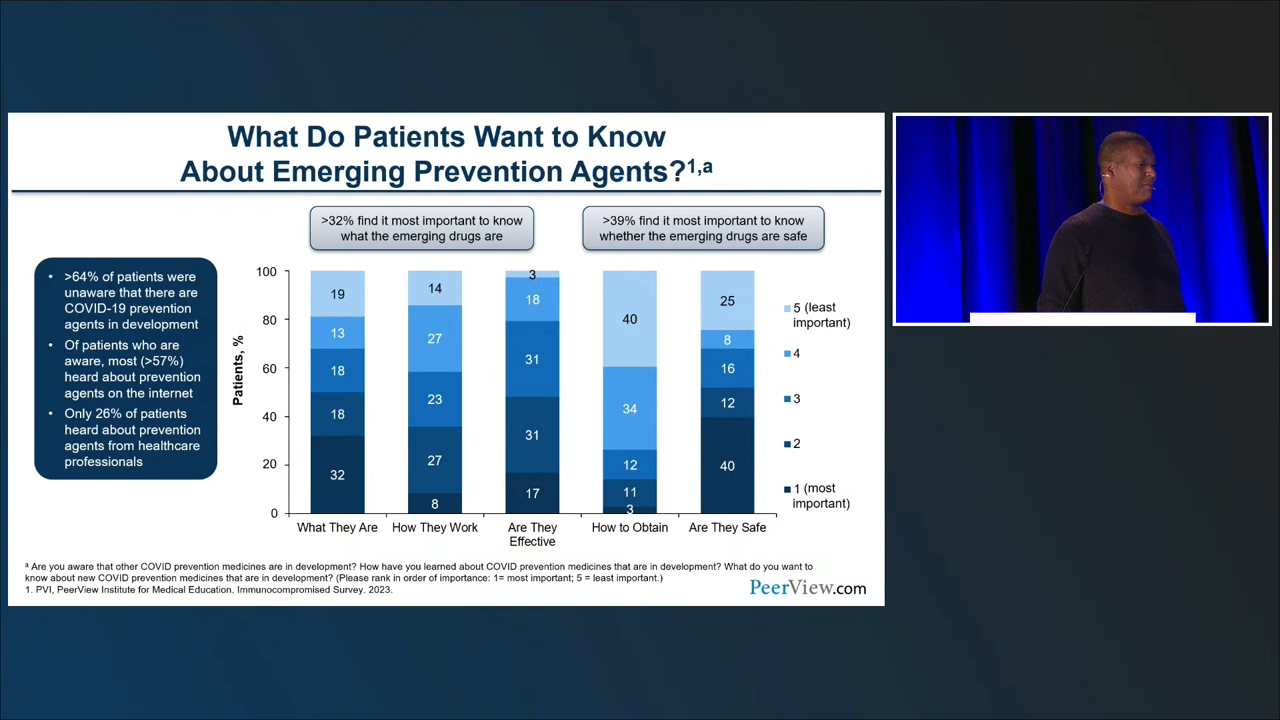 What Do Patients Want to Know
About Emerging Prevention Agents?1,a
>32% find it most important to know
what the emerging drugs are
>39% find it most important to know
whether the emerging drugs are safe
• >64% of patients were
unaware that there are
COVID-19 prevention
agents in development
• Of patients who are
aware, most (>57%)
heard about prevention
agents on the internet
• Only 26% of patients
heard about prevention
agents from healthcare
professionals
Patients, %
100
80
60
40
20
0
19
13
18
18
32
14
27
23
27
8
3
18
31
31
17
40
34
12
11
3
25
8
16
12
40
What They Are
How They Work
Are They
Effective
How to Obtain
Are They Safe
5 (least
important)
4
3
2
1 (most
important)
a Are you aware that other COVID prevention medicines are in development? How have you learned about COVID prevention medicines that are in development? What do you want to
know about new COVID prevention medicines that are in development? (Please rank in order of importance: 1= most important; 5 = least important.)
1. PVI, PeerView Institute for Medical Education. Immunocompromised Survey. 2023.
PeerView.com